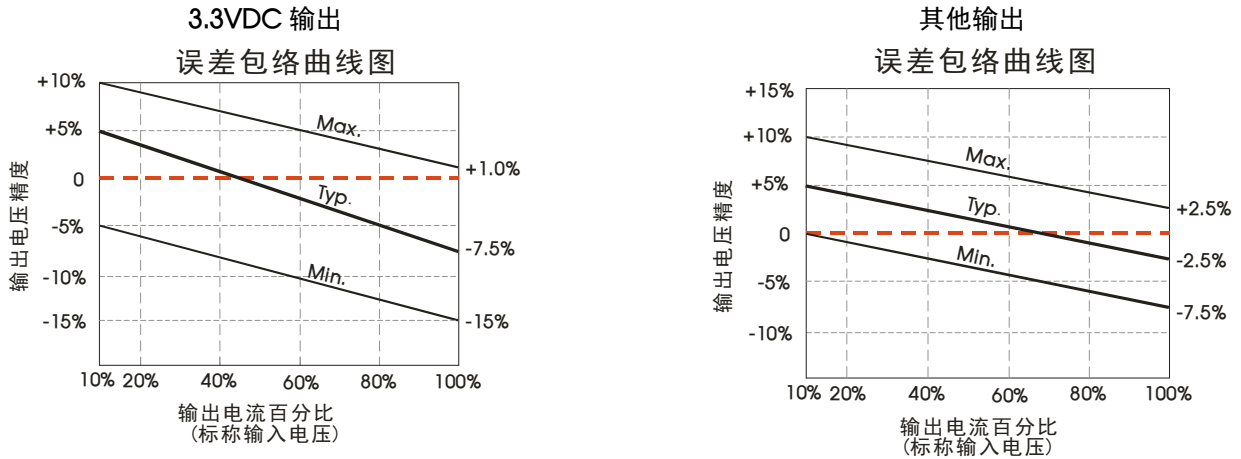 3.3VDC 输出
误差包络曲线图
+10%
+5%
0
-5%
-10%
-15%
输出电压精度
Max.
Typ.
Min.
+1.0%
-7.5%
-15%
10% 20% 40% 60% 80% 100%
输出电流百分比
(标称输入电压)
其他输出
误差包络曲线图
+15%
+10%
+5%
0
-5%
-10%
输出电压精度
Max.
Typ.
Min.
+2.5%
-2.5%
-7.5%
10% 20% 40% 60% 80% 100%
输出电流百分比
(标称输入电压)